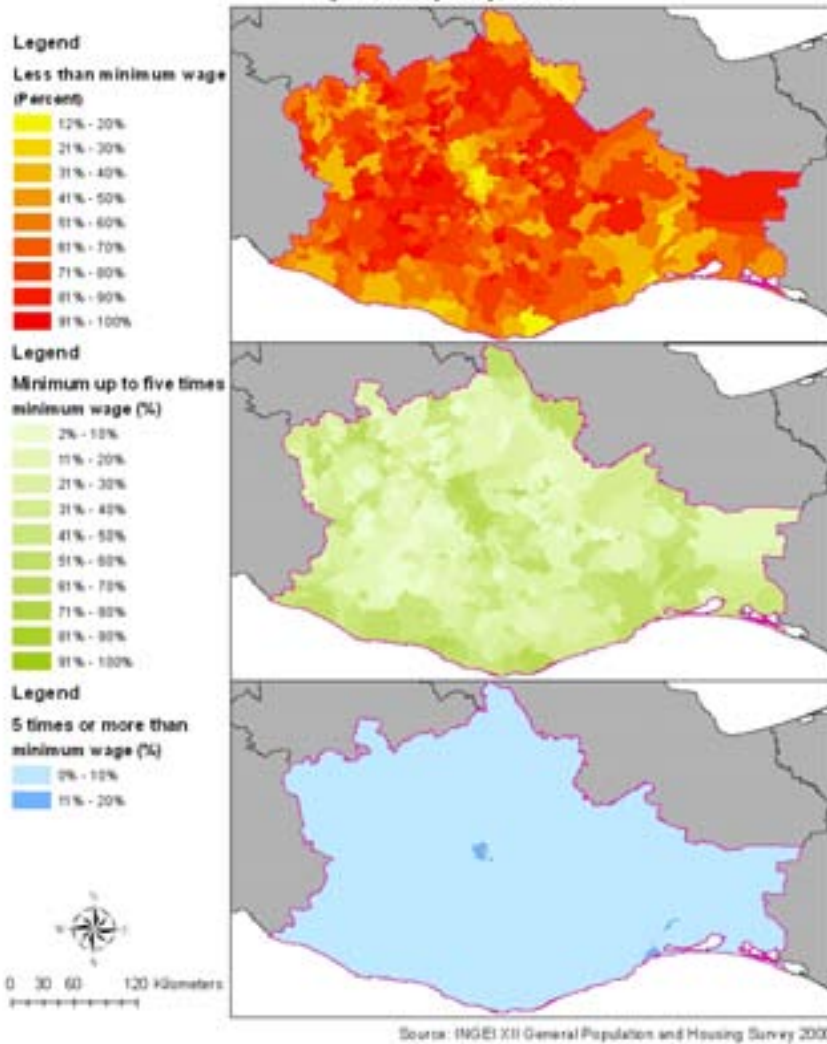 Legend
Less than minimum wage
(Percent)
12% - 20%
21% - 30%
31% - 40%
41% - 50%
51% - 60%
61% - 70%
71% - 80%
81% - 90%
91% - 100%
Legend
Minimum up to five times
minimum wage (%)
2% - 10%
11% - 20%
21% - 30%
31% - 40%
41% - 50%
51% - 60%
61% - 70%
71% - 80%
81% - 90%
91% - 100%
Legend
5 times or more than
minimum wage (%)
0% - 10%
11% - 20%
0 30 60 120 Kilometers
Source: INGEI XII General Population and Housing Survey